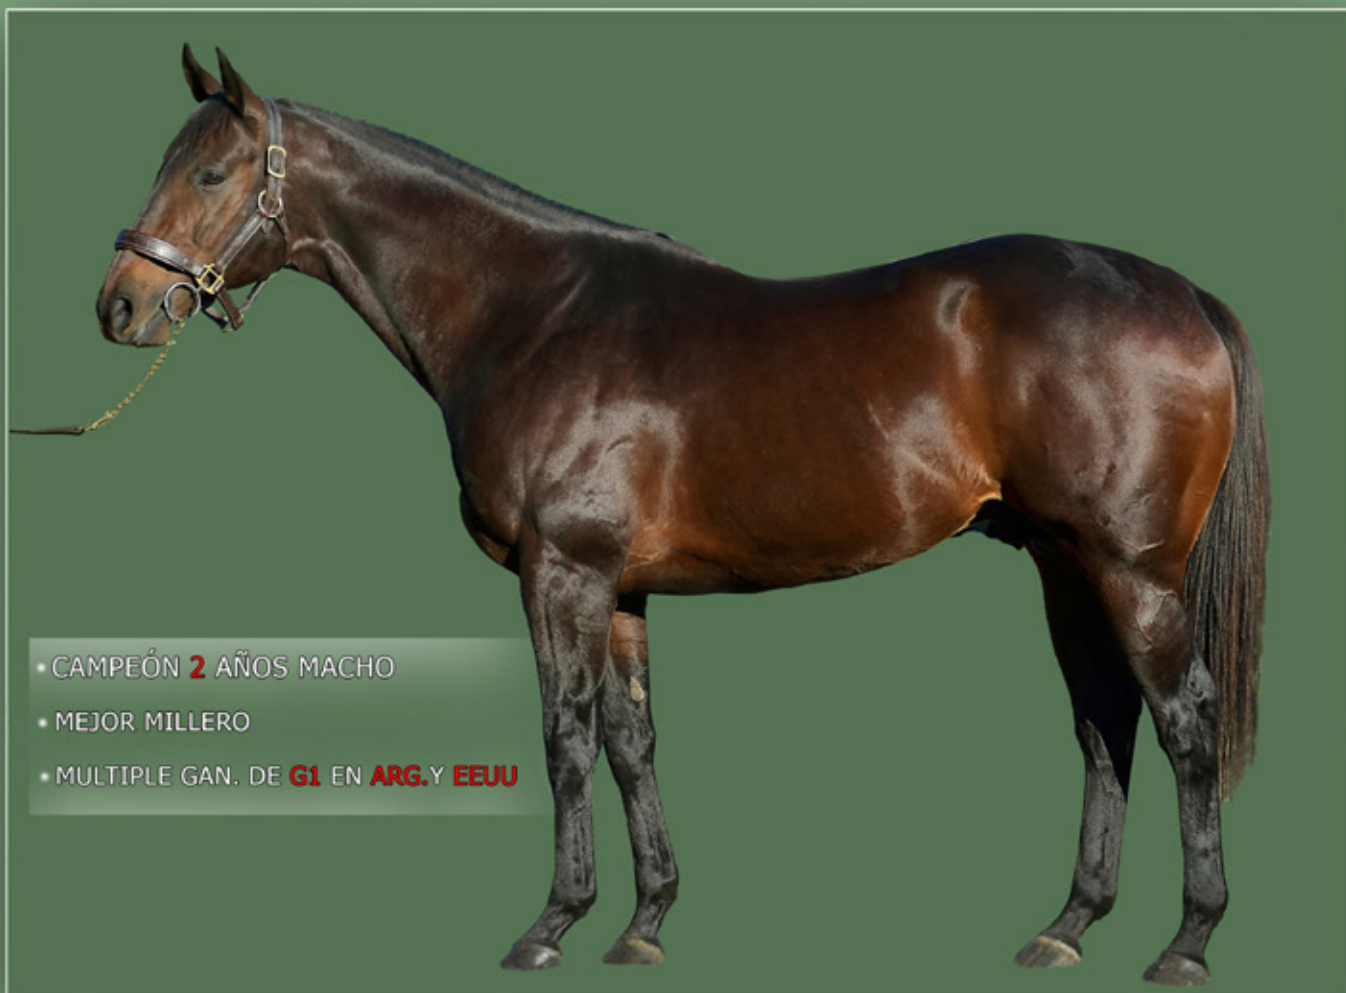 • CAMPEÓN 2 AÑOS MACHO
• MEJOR MILLERO
• MULTIPLE GAN. DE G1 EN ARG.Y EEUU